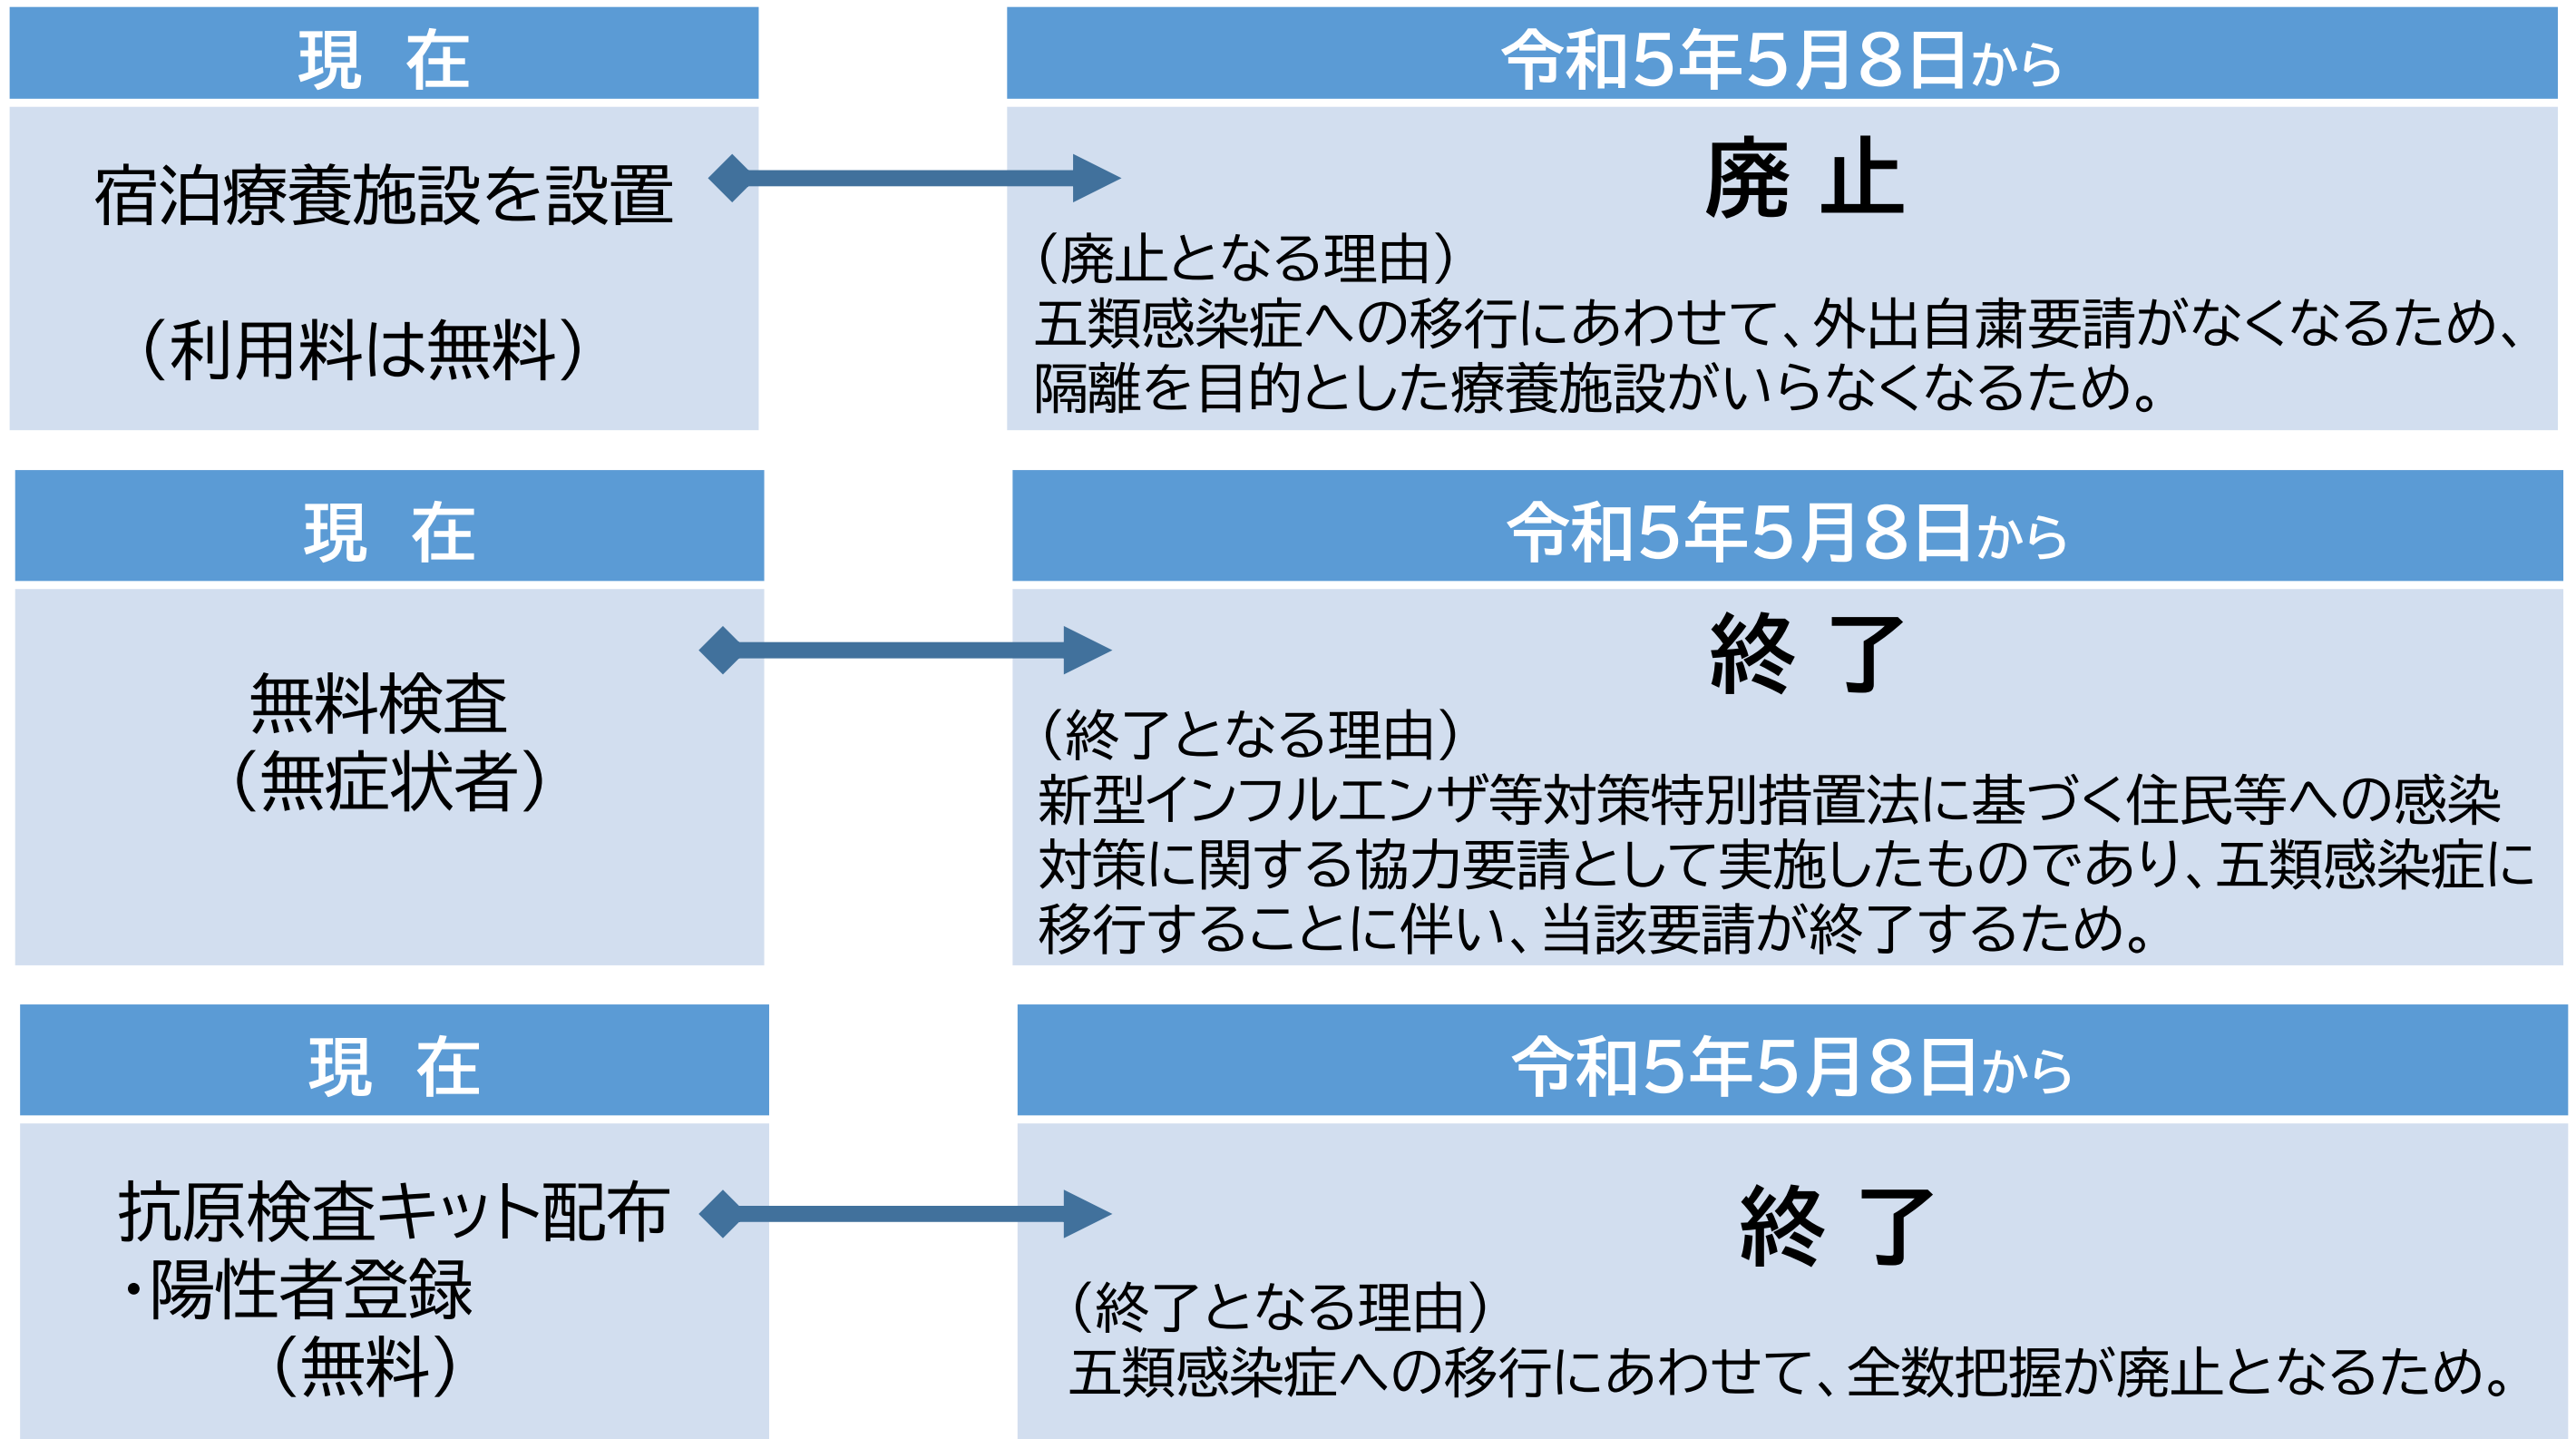 現 在
令和5年5月8日から
宿泊療養施設を設置
（利用料は無料）
廃 止
（廃止となる理由）
五類感染症への移行にあわせて、外出自粛要請がなくなるため、
隔離を目的とした療養施設がいらなくなるため。
現 在
令和5年5月8日から
無料検査
（無症状者）
終 了
（終了となる理由）
新型インフルエンザ等対策特別措置法に基づく住民等への感染
対策に関する協力要請として実施したものであり、五類感染症に
移行することに伴い、当該要請が終了するため。
現 在
令和5年5月8日から
抗原検査キット配布
・陽性者登録
（無料）
終 了
（終了となる理由）
五類感染症への移行にあわせて、全数把握が廃止となるため。